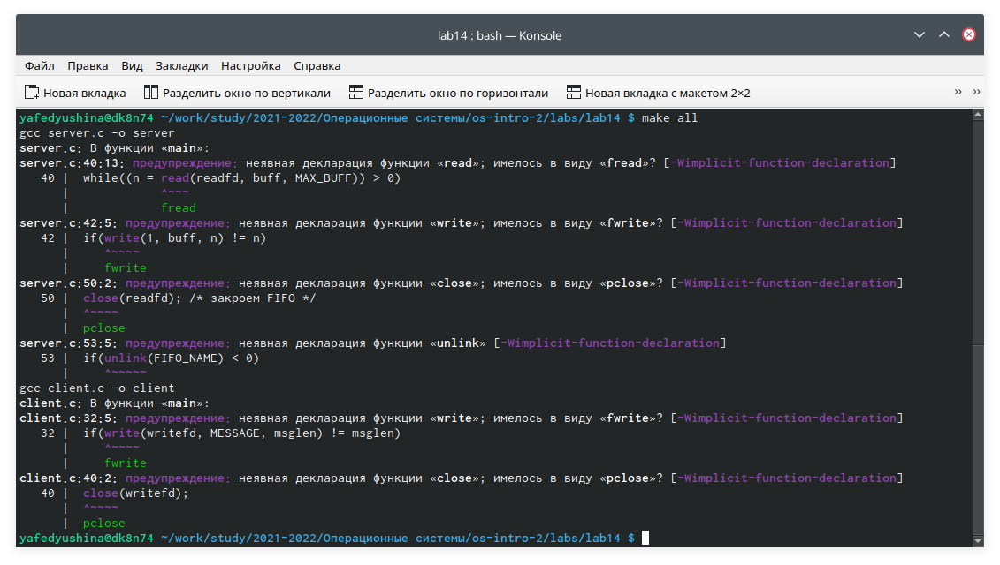 lab14 : bash — Konsole
Файл Правка Вид Закладки Настройка Справка
Новая вкладка Разделить окно по вертикали Разделить окно по горизонтали Новая вкладка с макетом 2×2 ›› ››
yafedyushina@dk8n74 ~/work/study/2021-2022/Операционные системы/os-intro-2/labs/lab14 $ make all
gcc server.c -o server
server.c: В функции «main»:
server.c:40:13: предупреждение: неявная декларация функции «read»; имелось в виду «fread»? [-Wimplicit-function-declaration]
   40 |  while((n = read(readfd, buff, MAX_BUFF)) > 0)
      |             ^~~~
      |             fread
server.c:42:5: предупреждение: неявная декларация функции «write»; имелось в виду «fwrite»? [-Wimplicit-function-declaration]
   42 |  if(write(1, buff, n) != n)
      |     ^~~~~
      |     fwrite
server.c:50:2: предупреждение: неявная декларация функции «close»; имелось в виду «pclose»? [-Wimplicit-function-declaration]
   50 |  close(readfd); /* закроем FIFO */
      |  ^~~~~
      |  pclose
server.c:53:5: предупреждение: неявная декларация функции «unlink» [-Wimplicit-function-declaration]
   53 |  if(unlink(FIFO_NAME) < 0)
      |     ^~~~~~
gcc client.c -o client
client.c: В функции «main»:
client.c:32:5: предупреждение: неявная декларация функции «write»; имелось в виду «fwrite»? [-Wimplicit-function-declaration]
   32 |  if(write(writefd, MESSAGE, msglen) != msglen)
      |     ^~~~~
      |     fwrite
client.c:40:2: предупреждение: неявная декларация функции «close»; имелось в виду «pclose»? [-Wimplicit-function-declaration]
   40 |  close(writefd);
      |  ^~~~~
      |  pclose
yafedyushina@dk8n74 ~/work/study/2021-2022/Операционные системы/os-intro-2/labs/lab14 $